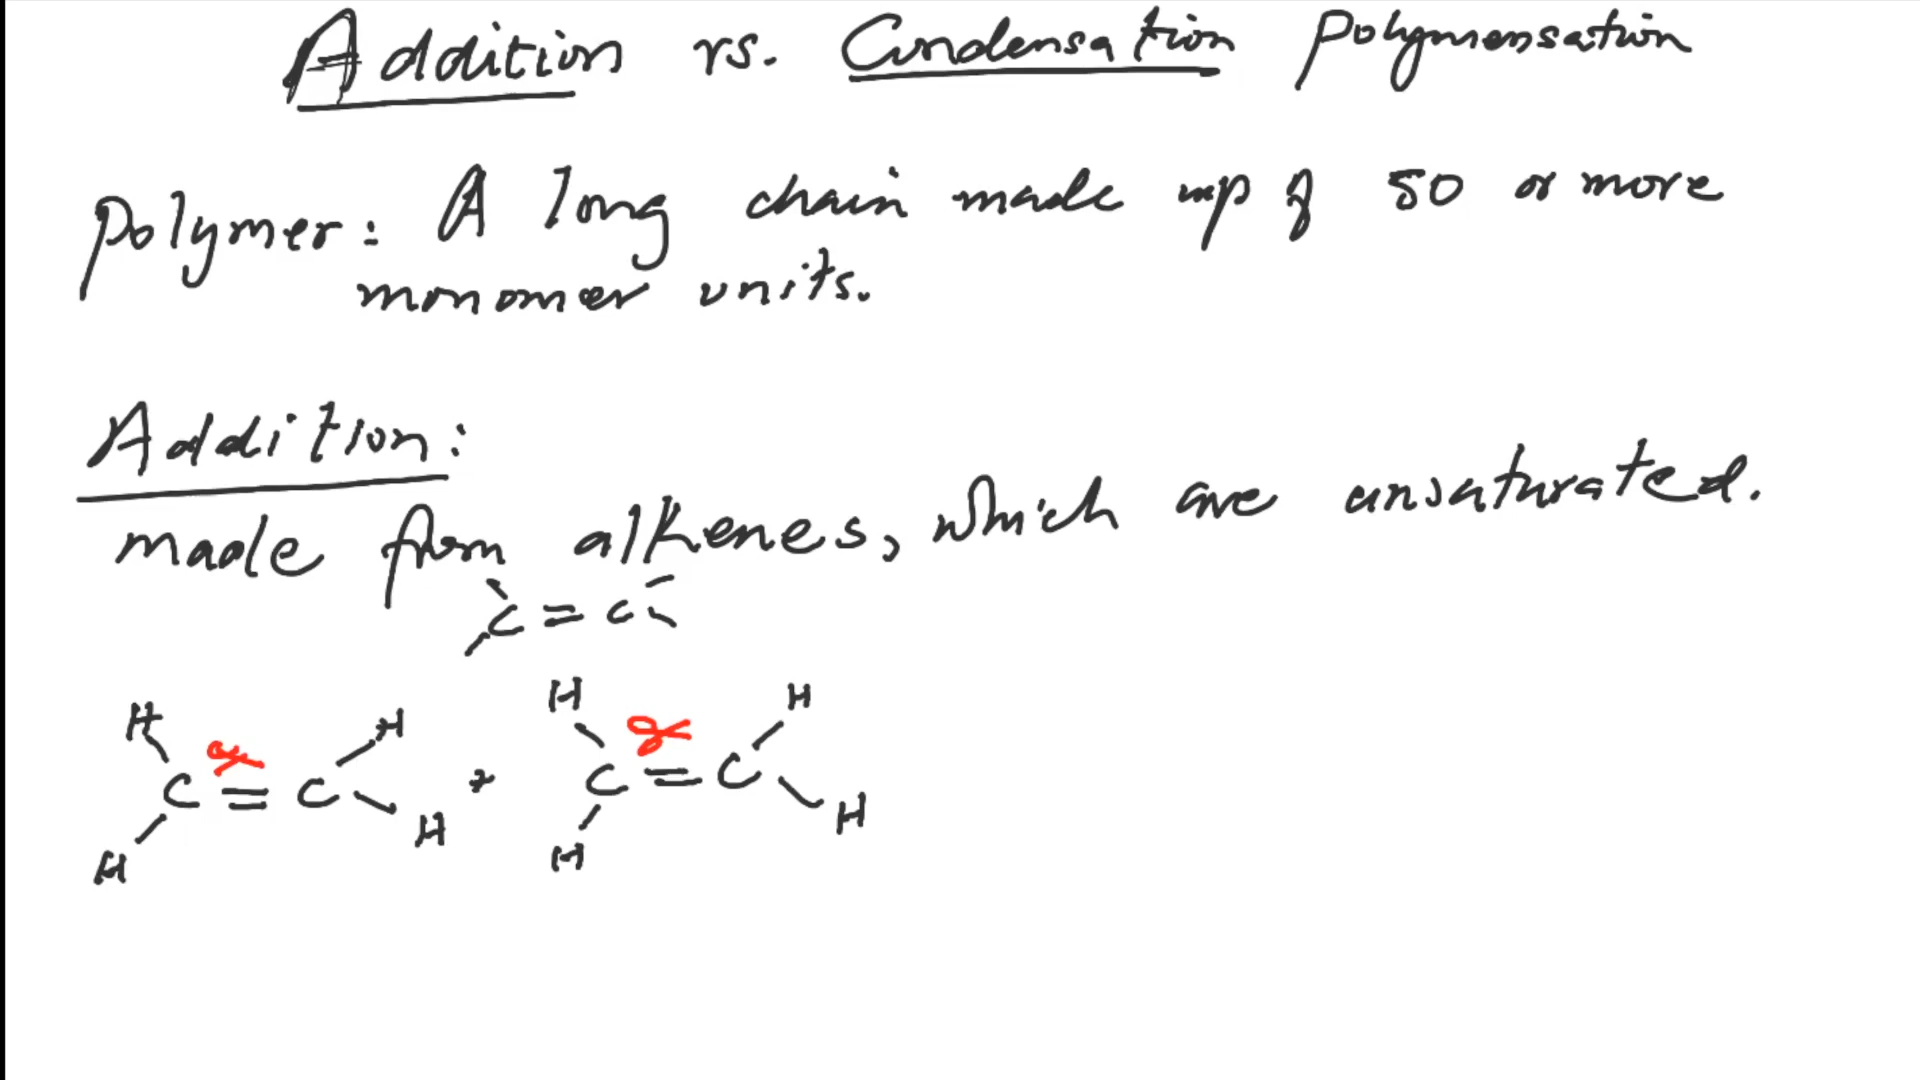 Addition vs. Condensation Polymerisation
Polymer: A long chain made up of 50 or more
monomer units.
Addition:
made from alkenes, which are unsaturated.
C = C
H H H H
C = C + C = C
H H H H